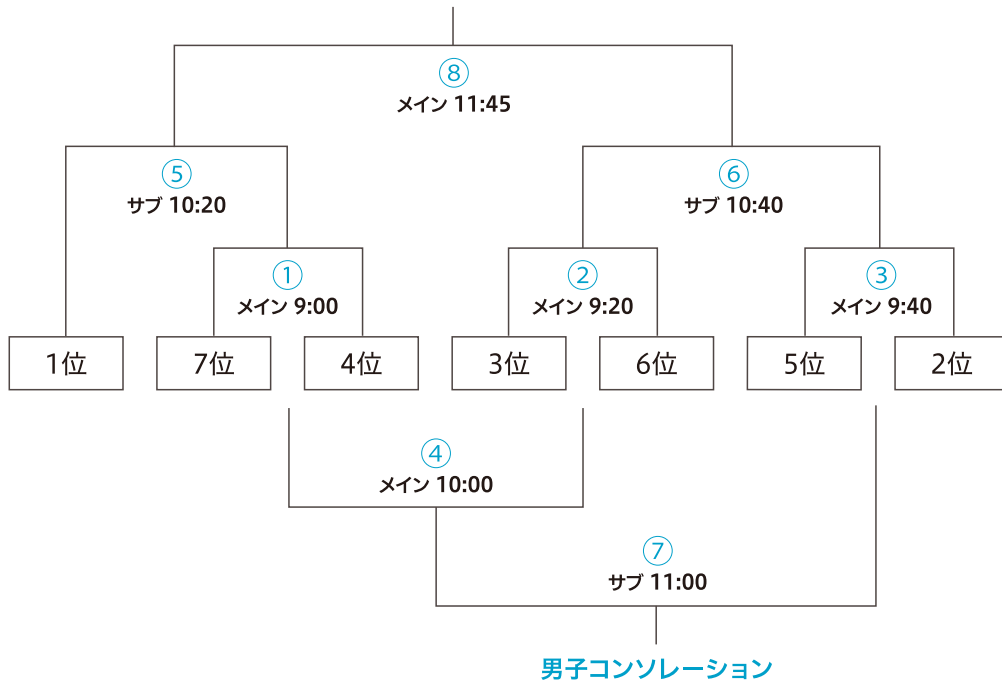 ⑧
メイン 11:45
⑤
サブ 10:20
⑥
サブ 10:40
①
メイン 9:00
②
メイン 9:20
③
メイン 9:40
1位
7位
4位
3位
6位
5位
2位
④
メイン 10:00
⑦
サブ 11:00
男子コンソレーション